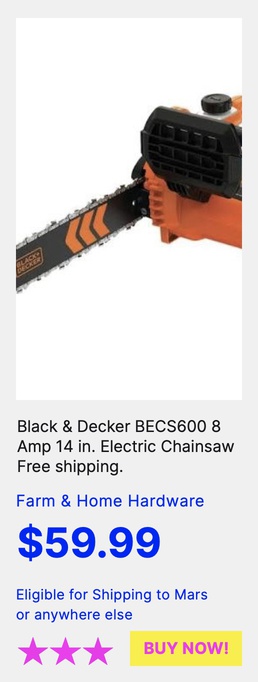 BLACK+
DECKER
Black & Decker BECS600 8
Amp 14 in. Electric Chainsaw
Free shipping.
Farm & Home Hardware
$59.99
Eligible for Shipping to Mars
or anywhere else
BUY NOW!